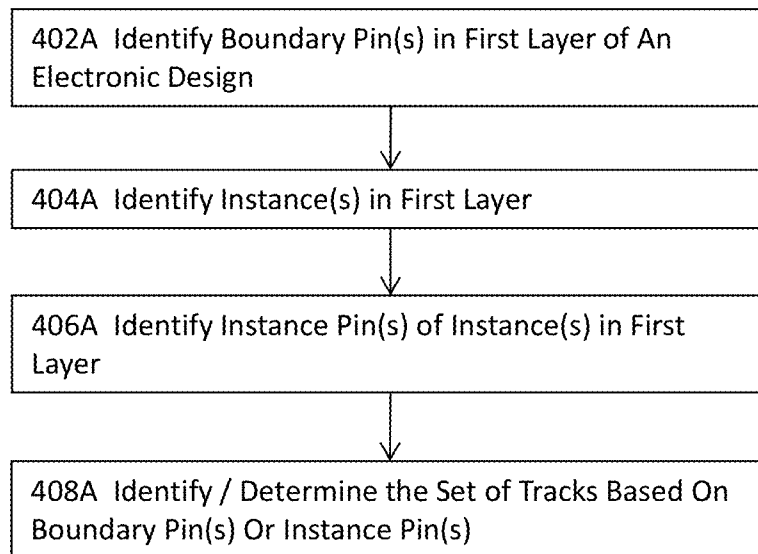 402A Identify Boundary Pin(s) in First Layer of An
Electronic Design
404A Identify Instance(s) in First Layer
406A Identify Instance Pin(s) of Instance(s) in First
Layer
408A Identify / Determine the Set of Tracks Based On
Boundary Pin(s) Or Instance Pin(s)